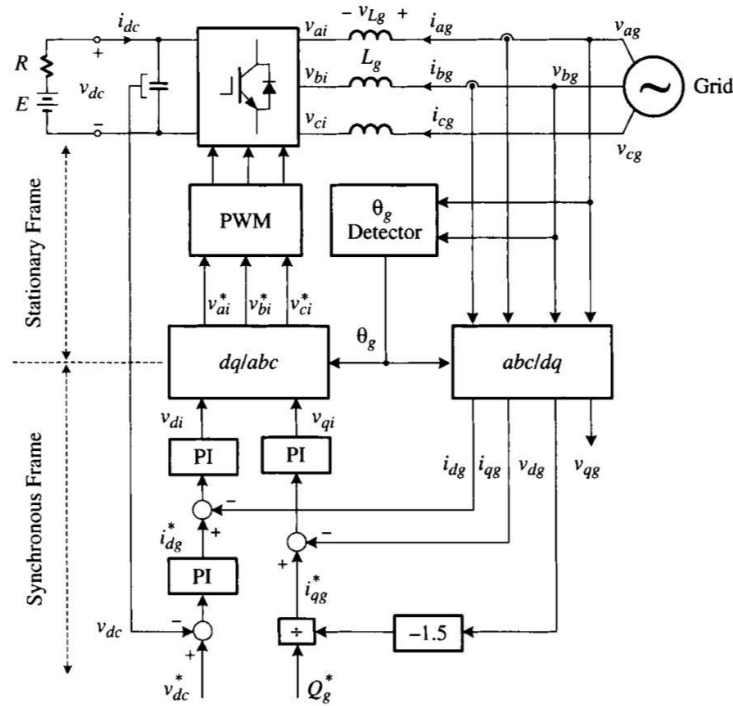 i_dc
- v_Lg +
i_ag
v_ai
v_ag
+
R
L_g
v_dc
v_bi
i_bg
v_bg
E
Grid
v_ci
i_cg
−
v_cg
PWM
θ_g
Detector
Stationary Frame
v*_ai v*_bi v*_ci
θ_g
dq/abc
abc/dq
v_di
v_qi
PI
PI
i_dg i_qg v_dg v_qg
−
+
i*_dg
−
+
Synchronous Frame
PI
i*_qg
v_dc
−
+
÷
−1.5
v*_dc
Q*_g